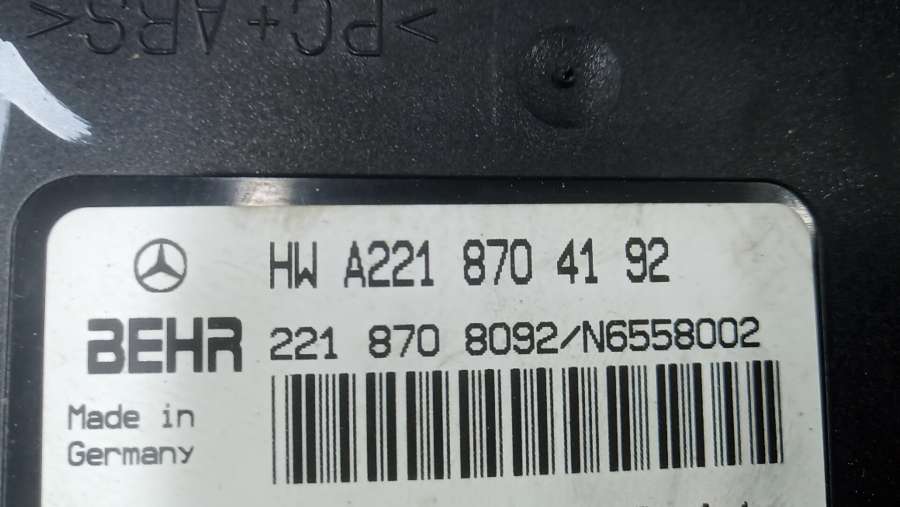 >PC+ABS<
HW A221 870 41 92
BEHR
221 870 8092/N6558002
Made in
Germany